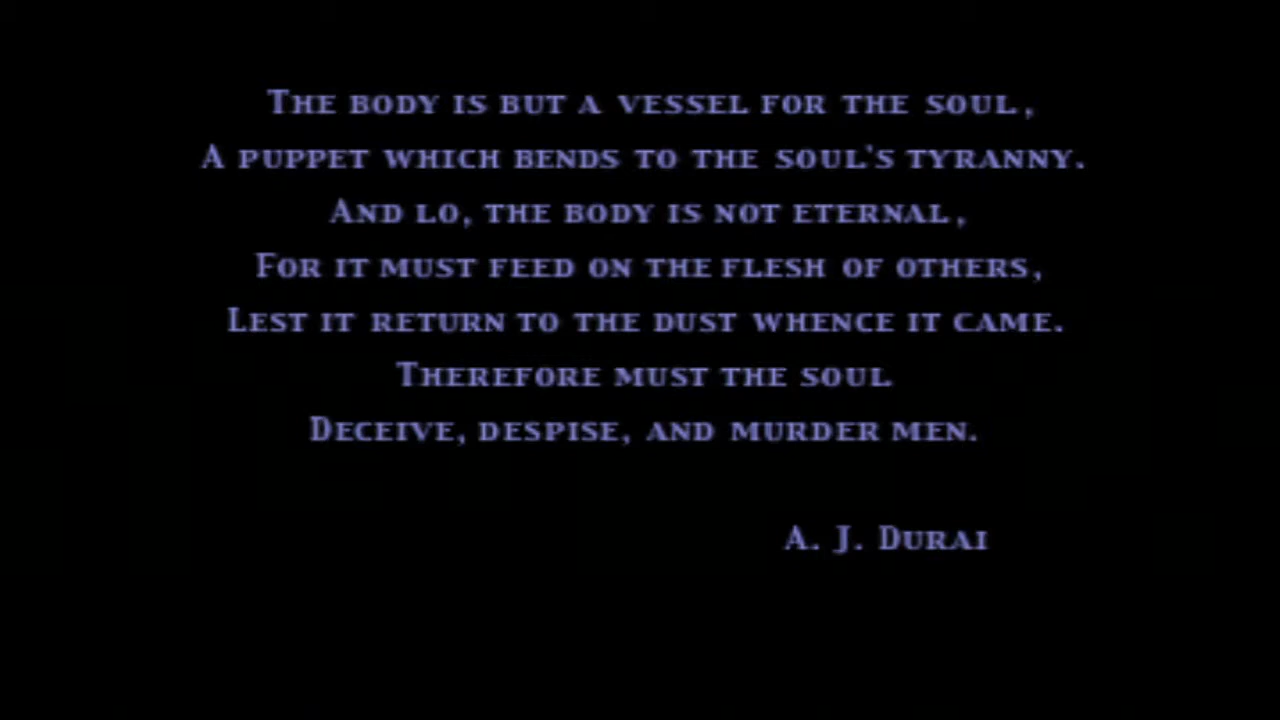 The body is but a vessel for the soul,
A puppet which bends to the soul's tyranny.
And lo, the body is not eternal,
For it must feed on the flesh of others,
Lest it return to the dust whence it came.
Therefore must the soul
Deceive, despise, and murder men.
A. J. Durai